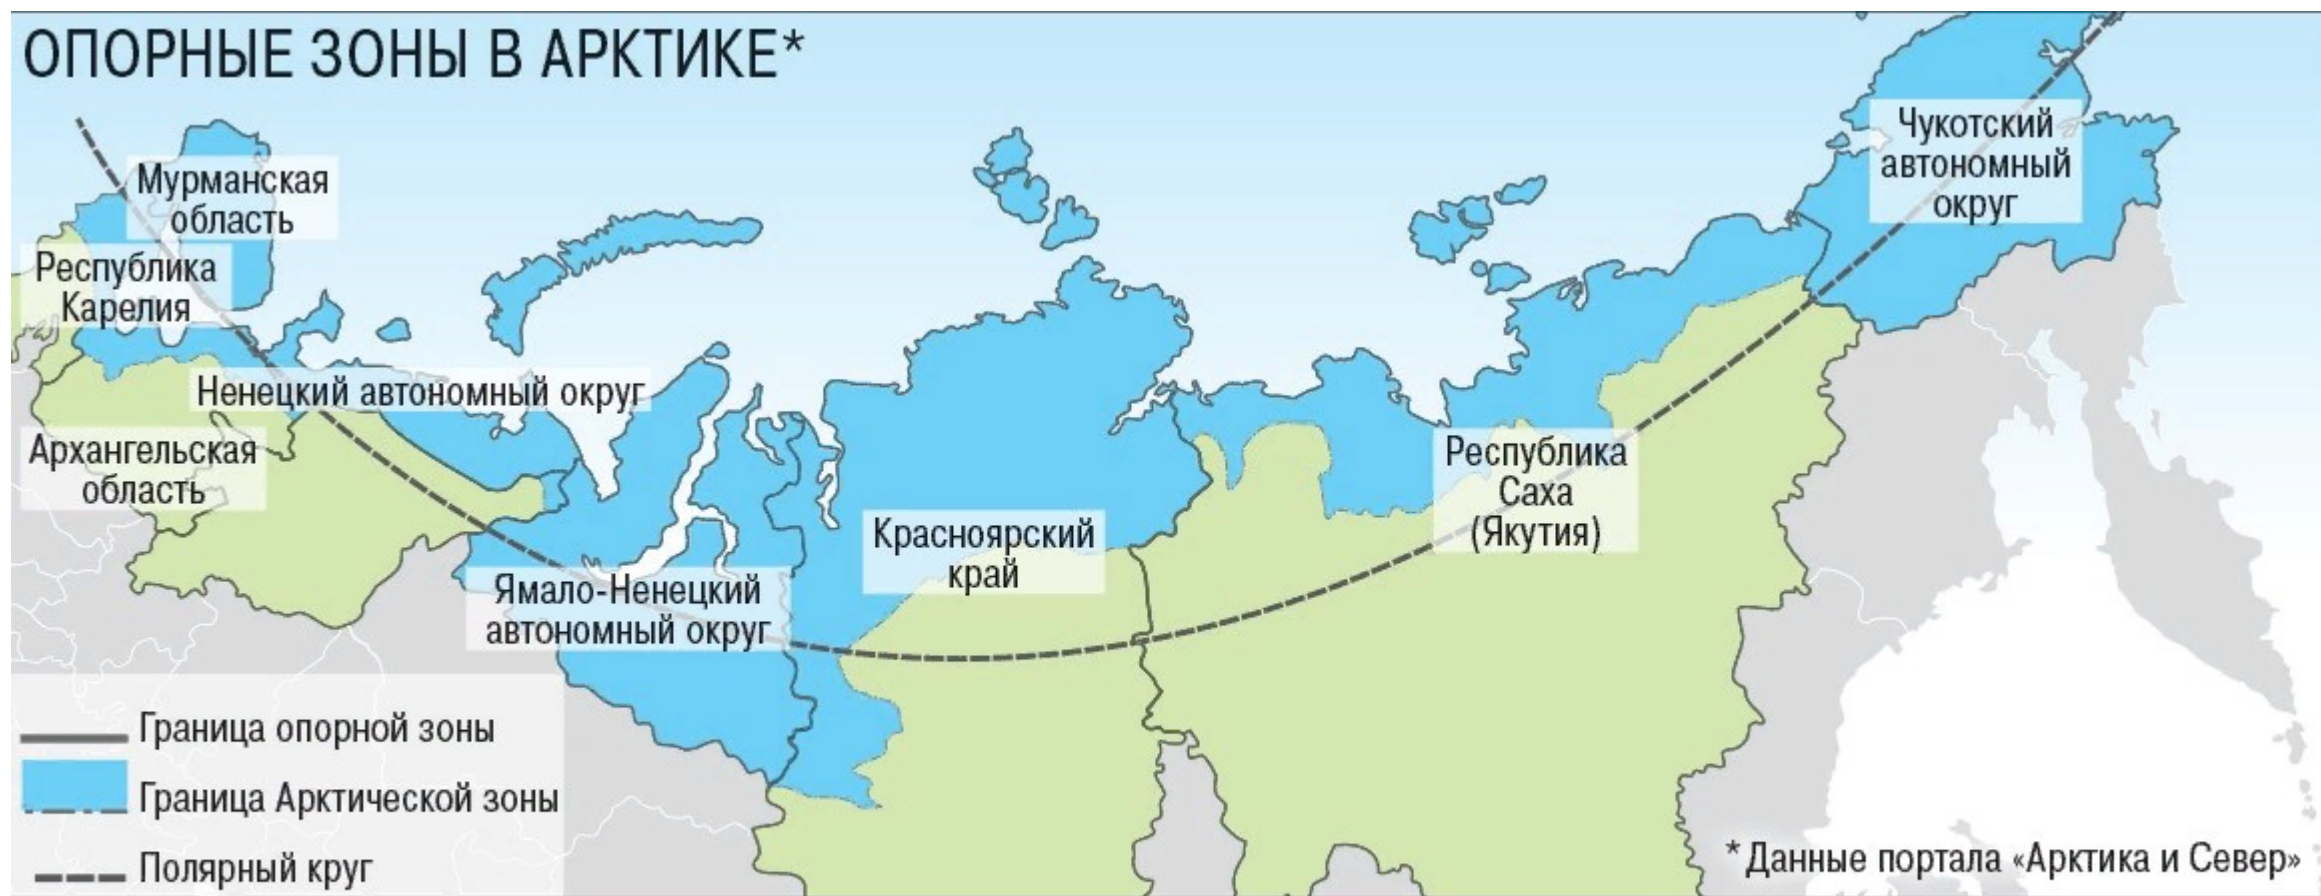 ОПОРНЫЕ ЗОНЫ В АРКТИКЕ*
Мурманская
область
Республика
Карелия
Ненецкий автономный округ
Архангельская
область
Ямало-Ненецкий
автономный округ
Красноярский
край
Республика
Саха
(Якутия)
Чукотский
автономный
округ
Граница опорной зоны
Граница Арктической зоны
Полярный круг
*Данные портала «Арктика и Север»